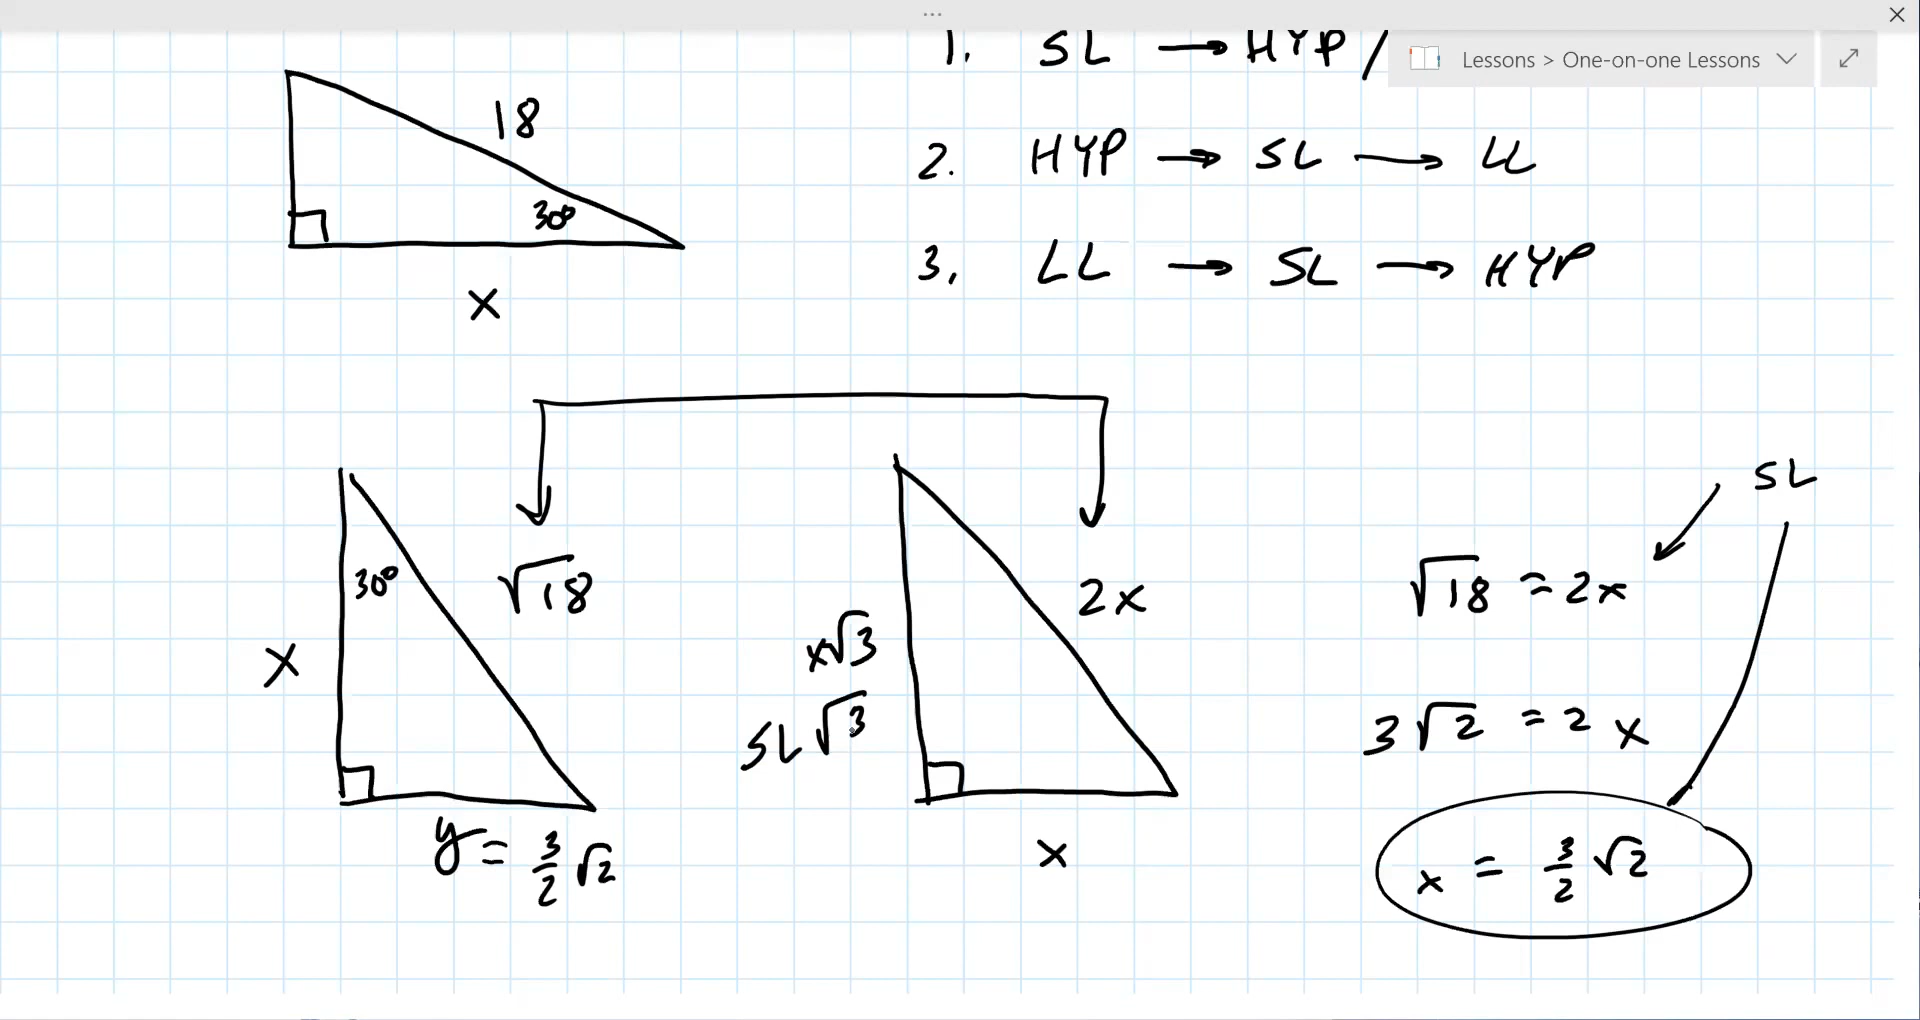 1. SL → HYP /
Lessons > One-on-one Lessons
18
2. HYP → SL → LL
30°
3. LL → SL → HYP
x
SL
30°
√18
2x
√18 = 2x
x√3
x
SL√3
3√2 = 2x
y = 3/2 √2
x
x = 3/2 √2